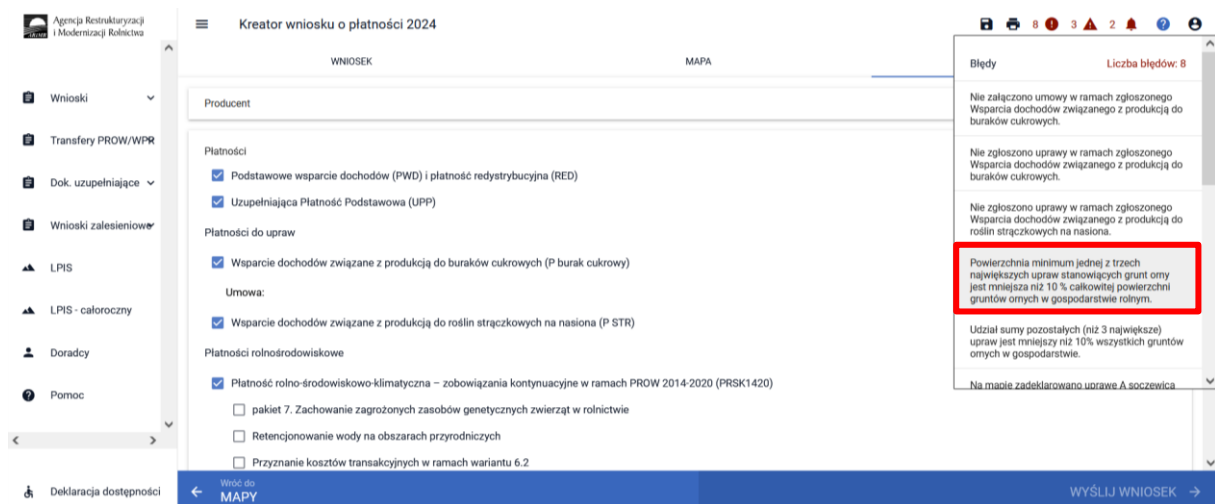 Agencja Restrukturyzacji
i Modernizacji Rolnictwa
Kreator wniosku o płatności 2024
8
3
2
WNIOSEK
MAPA
Wnioski
Transfery PROW/WPR
Dok. uzupełniające
Wnioski zalesieniowe
LPIS
LPIS - całoroczny
Doradcy
Pomoc
Deklaracja dostępności
Producent
Płatności
Podstawowe wsparcie dochodów (PWD) i płatność redystrybucyjna (RED)
Uzupełniająca Płatność Podstawowa (UPP)
Płatności do upraw
Wsparcie dochodów związane z produkcją do buraków cukrowych (P burak cukrowy)
Umowa:
Wsparcie dochodów związane z produkcją do roślin strączkowych na nasiona (P STR)
Płatności rolnośrodowiskowe
Płatność rolno-środowiskowo-klimatyczna – zobowiązania kontynuacyjne w ramach PROW 2014-2020 (PRSK1420)
pakiet 7. Zachowanie zagrożonych zasobów genetycznych zwierząt w rolnictwie
Retencjonowanie wody na obszarach przyrodniczych
Przyznanie kosztów transakcyjnych w ramach wariantu 6.2
Błędy
Liczba błędów: 8
Nie załączono umowy w ramach zgłoszonego
Wsparcia dochodów związanego z produkcją do
buraków cukrowych.
Nie zgłoszono uprawy w ramach zgłoszonego
Wsparcia dochodów związanego z produkcją do
buraków cukrowych.
Nie zgłoszono uprawy w ramach zgłoszonego
Wsparcia dochodów związanego z produkcją do
roślin strączkowych na nasiona.
Powierzchnia minimum jednej z trzech
największych upraw stanowiących grunt orny
jest mniejsza niż 10 % całkowitej powierzchni
gruntów ornych w gospodarstwie rolnym.
Udział sumy pozostałych (niż 3 największe)
upraw jest mniejszy niż 10% wszystkich gruntów
ornych w gospodarstwie.
Na mapie zadeklarowano uprawę A soczewica
Wróć do
MAPY
WYŚLIJ WNIOSEK